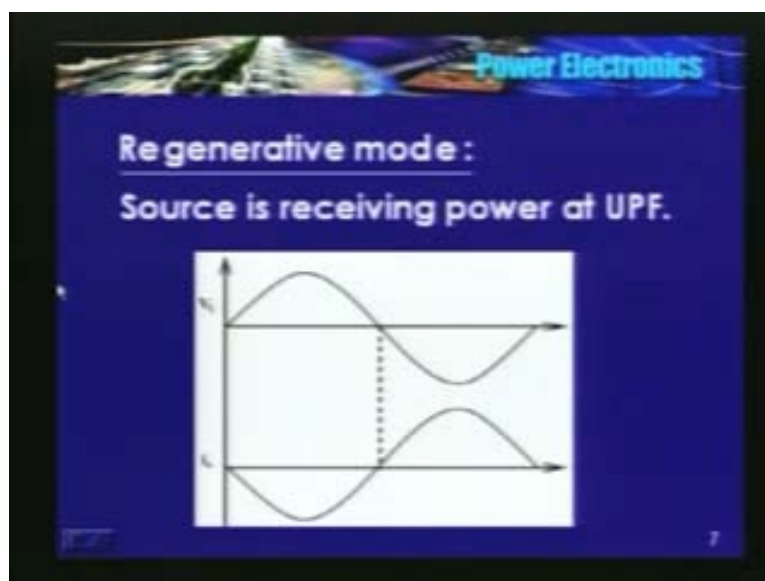 Power Electronics
Regenerative mode:
Source is receiving power at UPF.
7